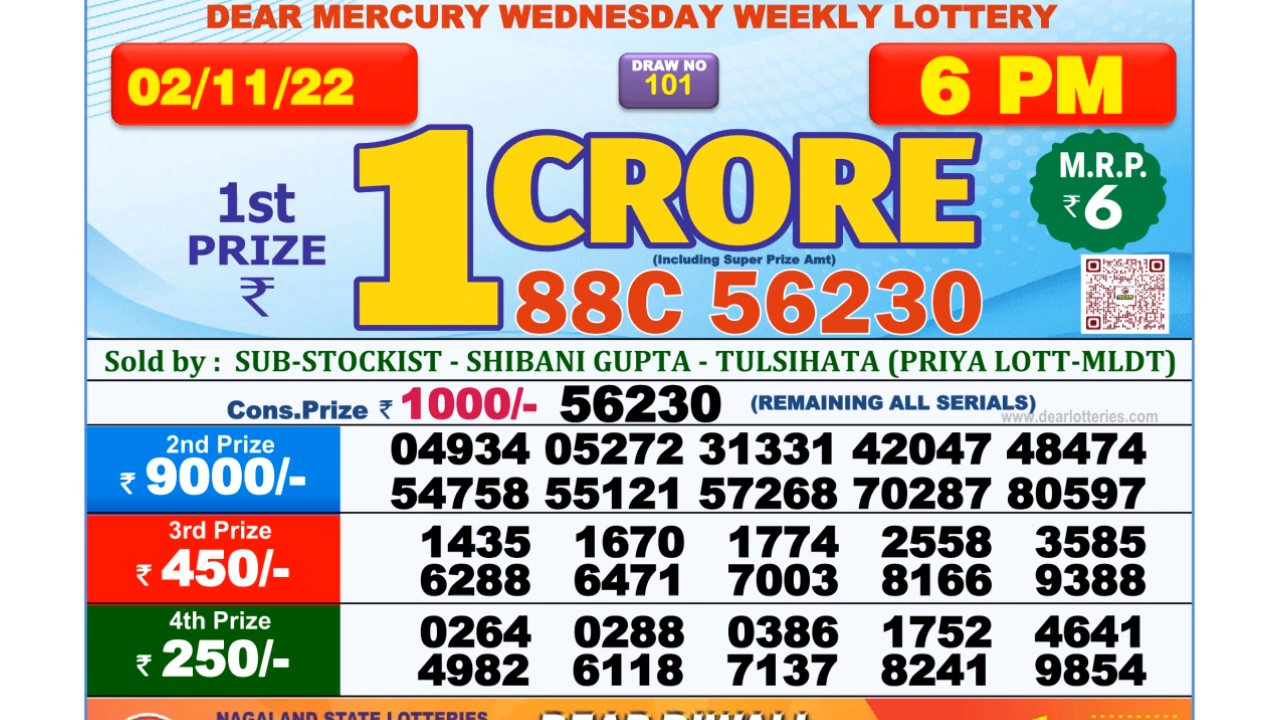 DEAR MERCURY WEDNESDAY WEEKLY LOTTERY
02/11/22
DRAW NO
101
6 PM
1st
PRIZE
₹
1 CRORE
(Including Super Prize Amt)
88C 56230
M.R.P.
₹6
Sold by : SUB-STOCKIST - SHIBANI GUPTA - TULSIHATA (PRIYA LOTT-MLDT)
Cons.Prize ₹ 1000/- 56230 (REMAINING ALL SERIALS)
www.dearlotteries.com
2nd Prize
₹ 9000/-
04934 05272 31331 42047 48474
54758 55121 57268 70287 80597
3rd Prize
₹ 450/-
1435 1670 1774 2558 3585
6288 6471 7003 8166 9388
4th Prize
₹ 250/-
0264 0288 0386 1752 4641
4982 6118 7137 8241 9854
NAGALAND STATE LOTTERIES
DEAR DIWALI